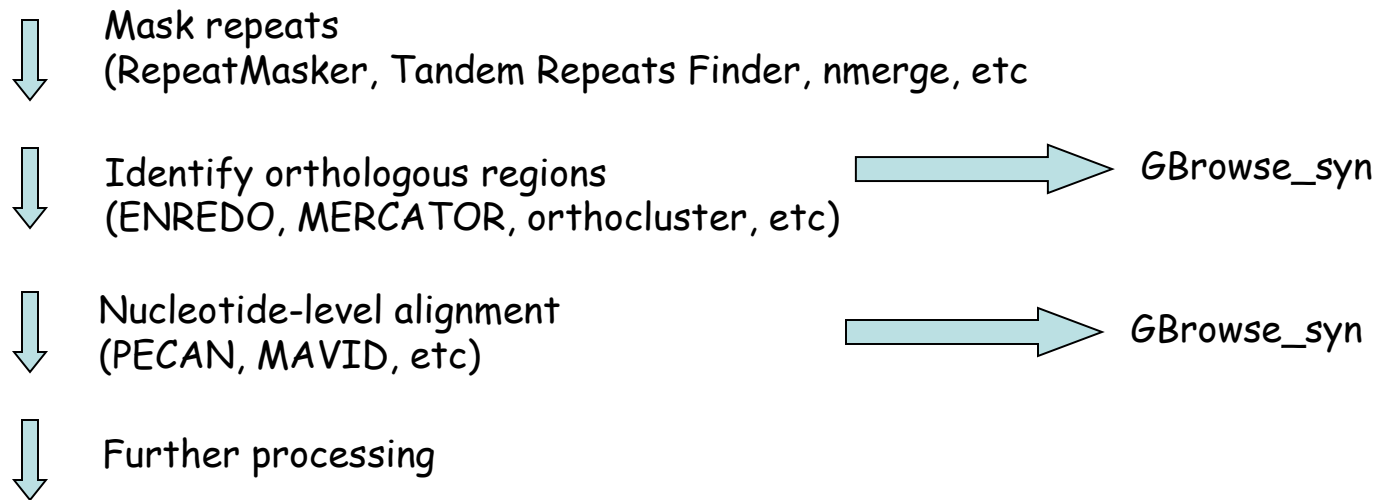 Mask repeats
(RepeatMasker, Tandem Repeats Finder, nmerge, etc
Identify orthologous regions
(ENREDO, MERCATOR, orthocluster, etc)
GBrowse_syn
Nucleotide-level alignment
(PECAN, MAVID, etc)
GBrowse_syn
Further processing